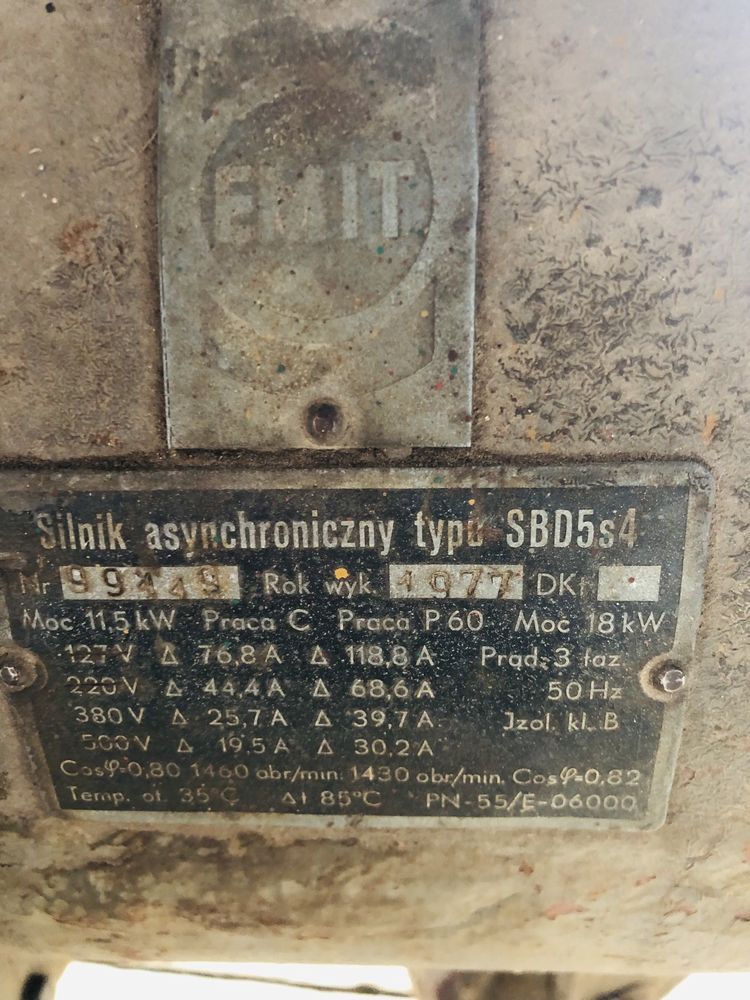 EMIT
Silnik asynchroniczny typu SBD5s4
Nr Rok wyk. 1977 DK
Moc 11,5 kW Praca C Praca P 60 Moc 18 kW
127 V Δ 76,8 A Δ 118,8 A Prąd: 3 faz.
220 V Δ 44,4 A Δ 68,6 A 50 Hz
380 V Δ 25,7 A Δ 39,7 A Jzol. kl. B
500 V Δ 19,5 A Δ 30,2 A
Cosφ=0,80 1460 obr/min. 1430 obr/min. Cosφ=0,82
Temp. ot. 35°C Δt 85°C PN-55/E-06000